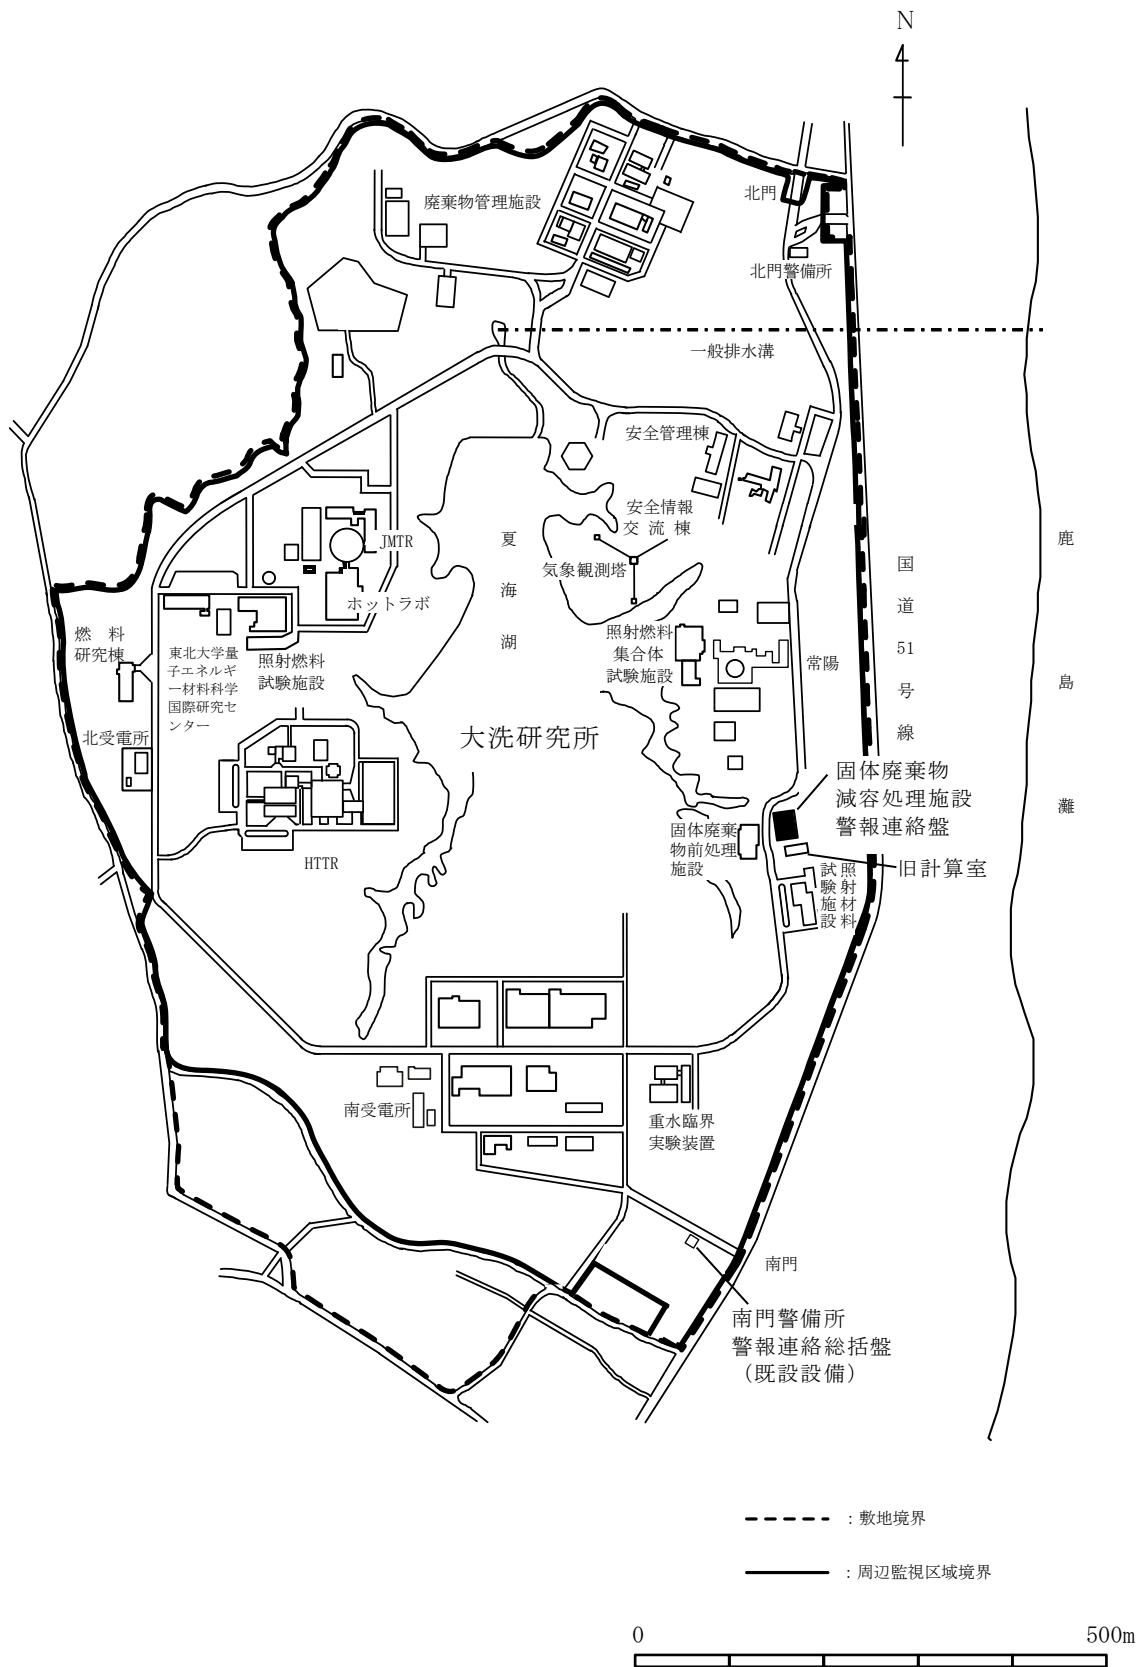 N
北門
廃棄物管理施設
北門警備所
一般排水溝
安全管理棟
安全情報
交流棟
JMTR
夏海湖
気象観測塔
国道51号線
鹿島灘
ホットラボ
燃料
研究棟
東北大学量
子エネルギ
ー材料科学
国際研究セ
ンター
照射燃料
試験施設
照射燃料
集合体
試験施設
常陽
北受電所
大洗研究所
固体廃棄物
減容処理施設
警報連絡盤
固体廃棄
物前処理
施設
旧計算室
照射材料
試験施設
HTTR
南受電所
重水臨界
実験装置
南門
南門警備所
警報連絡総括盤
(既設設備)
:敷地境界
:周辺監視区域境界
0 500m